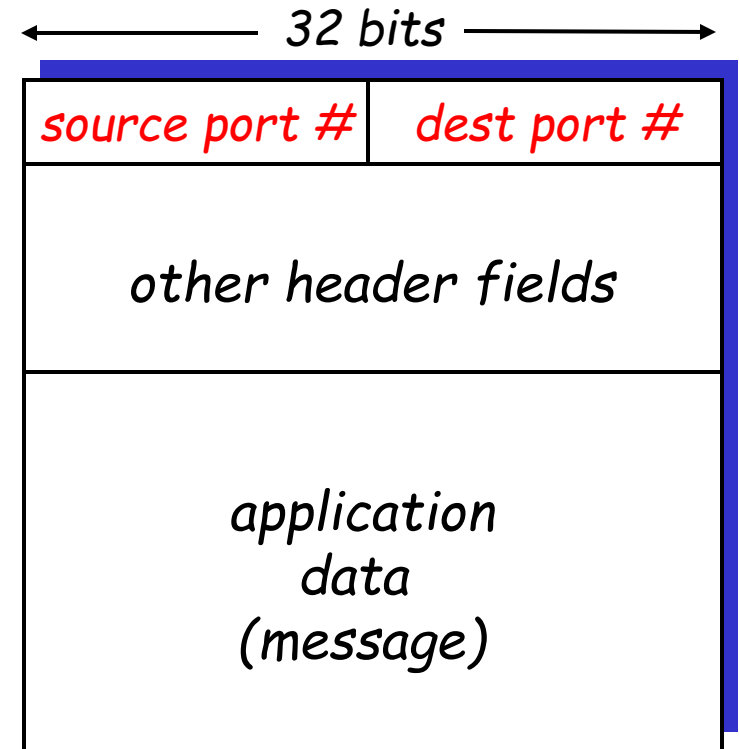 32 bits
source port # dest port #
other header fields
application
data
(message)